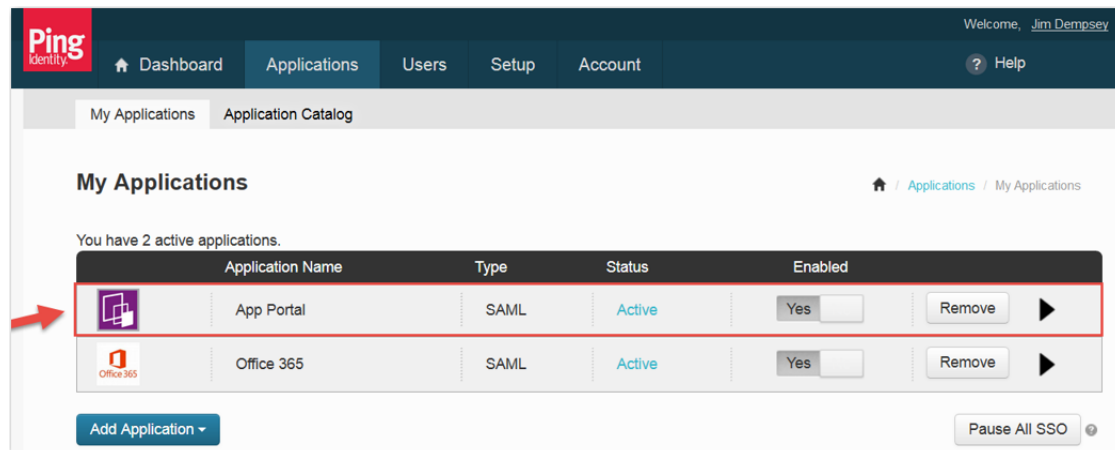 Welcome, Jim Dempsey
Ping
Identity.
Dashboard Applications Users Setup Account ? Help
My Applications Application Catalog
My Applications
/ Applications / My Applications
You have 2 active applications.
Application Name Type Status Enabled
App Portal SAML Active Yes Remove
Office 365
Office 365 SAML Active Yes Remove
Add Application Pause All SSO ?